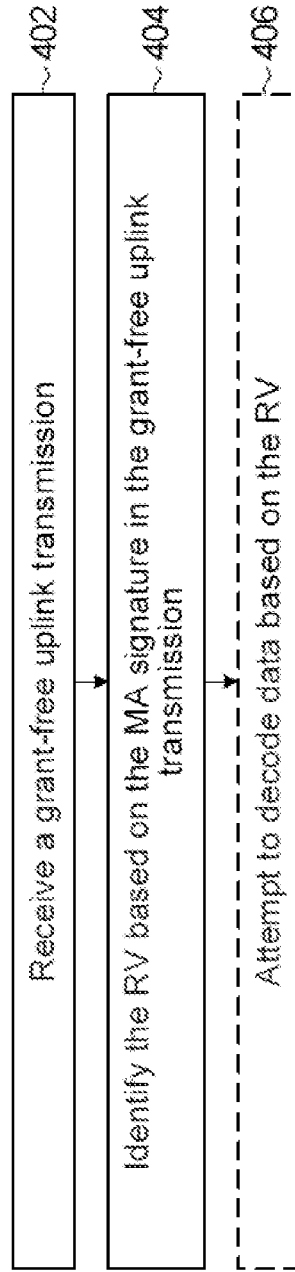 Receive a grant-free uplink transmission
402
Identify the RV based on the MA signature in the grant-free uplink
transmission
404
Attempt to decode data based on the RV
406